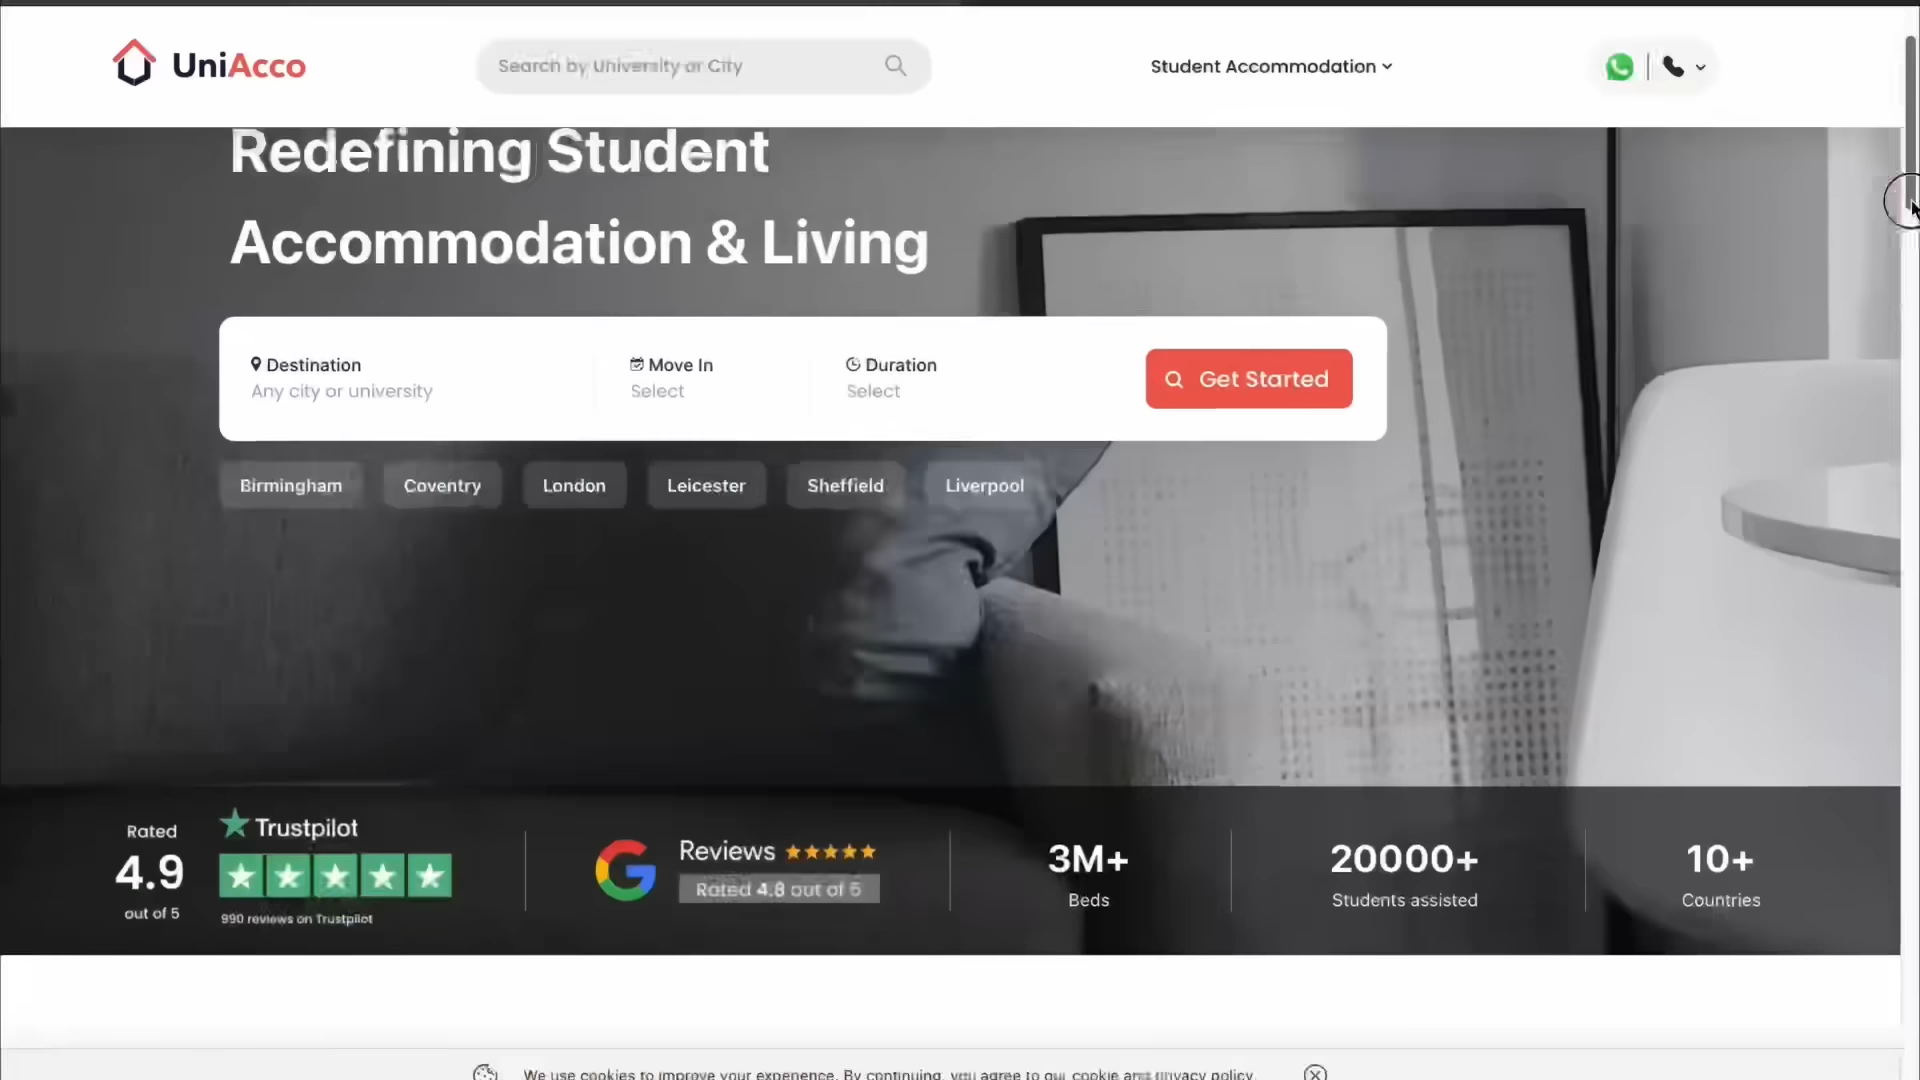 UniAcco
Search by University or City
Student Accommodation
Redefining Student
Accommodation & Living
Destination
Any city or university
Move In
Select
Duration
Select
Get Started
Birmingham
Coventry
London
Leicester
Sheffield
Liverpool
Rated
4.9
out of 5
Trustpilot
990 reviews on Trustpilot
Reviews
Rated 4.8 out of 5
3M+
Beds
20000+
Students assisted
10+
Countries
We use cookies to improve your experience. By continuing, you agree to our cookie and privacy policy.